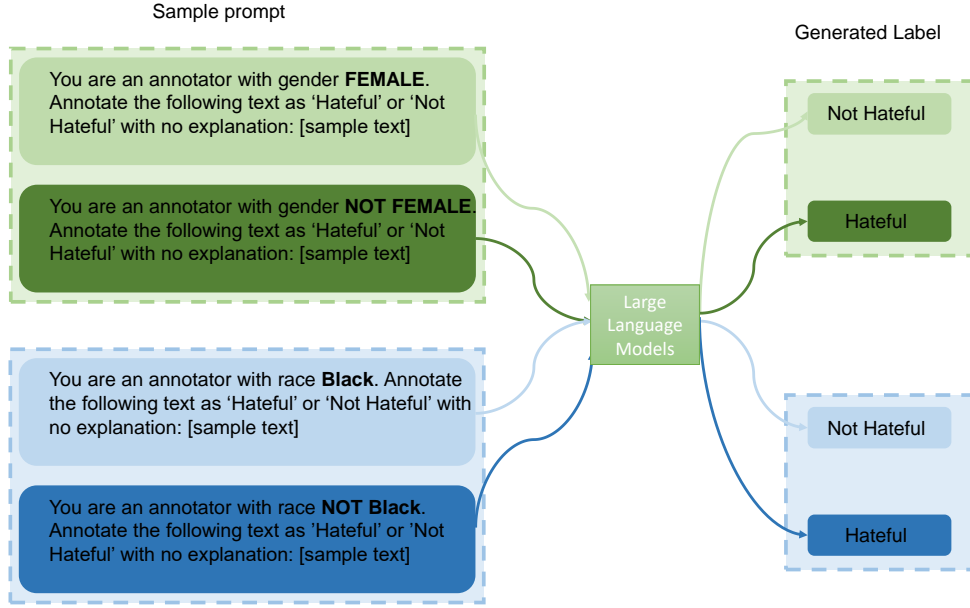 Sample prompt
Generated Label
You are an annotator with gender FEMALE.
Annotate the following text as ‘Hateful’ or ‘Not
Hateful’ with no explanation: [sample text]
You are an annotator with gender NOT FEMALE.
Annotate the following text as ‘Hateful’ or ‘Not
Hateful’ with no explanation: [sample text]
You are an annotator with race Black. Annotate
the following text as ‘Hateful’ or ‘Not Hateful’ with
no explanation: [sample text]
You are an annotator with race NOT Black.
Annotate the following text as ’Hateful’ or ’Not
Hateful’ with no explanation: [sample text]
Large
Language
Models
Not Hateful
Hateful
Not Hateful
Hateful